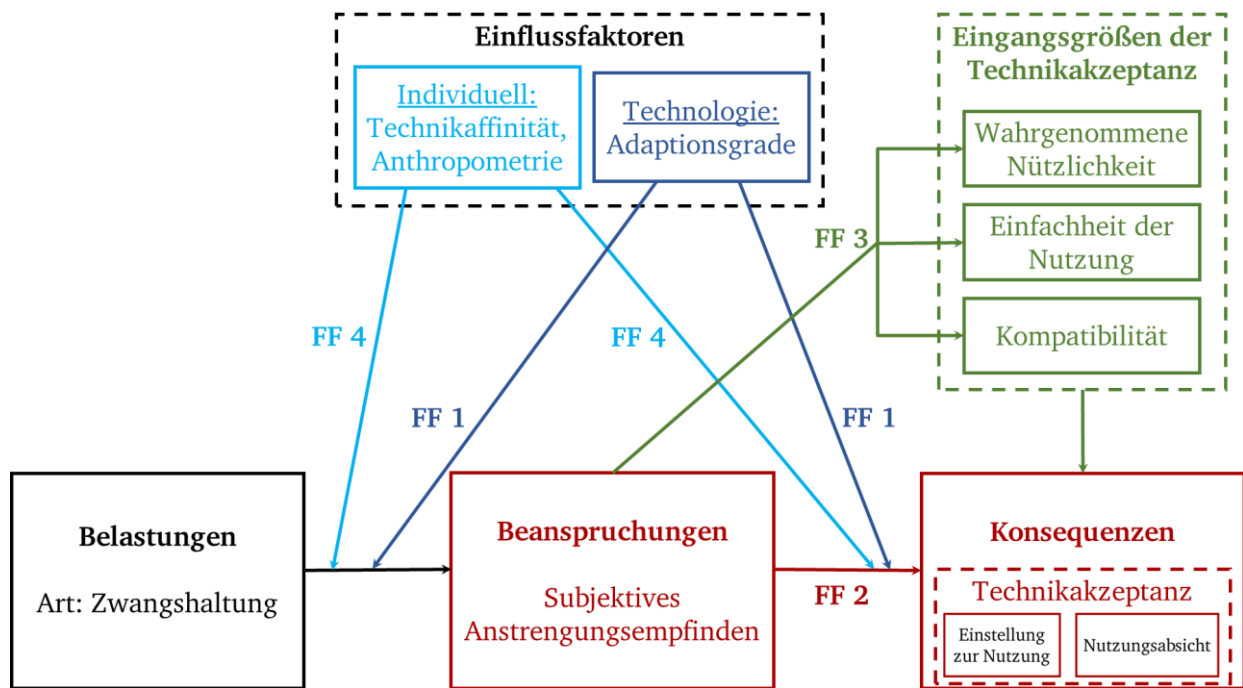 Einflussfaktoren
Individuell:
Technikaffinität,
Anthropometrie
Technologie:
Adaptionsgrade
Eingangsgrößen der
Technikakzeptanz
Wahrgenommene
Nützlichkeit
Einfachheit der
Nutzung
Kompatibilität
FF 3
FF 4
FF 4
FF 1
FF 1
Belastungen
Art: Zwangshaltung
Beanspruchungen
Subjektives
Anstrengungsempfinden
FF 2
Konsequenzen
Technikakzeptanz
Einstellung
zur Nutzung
Nutzungsabsicht